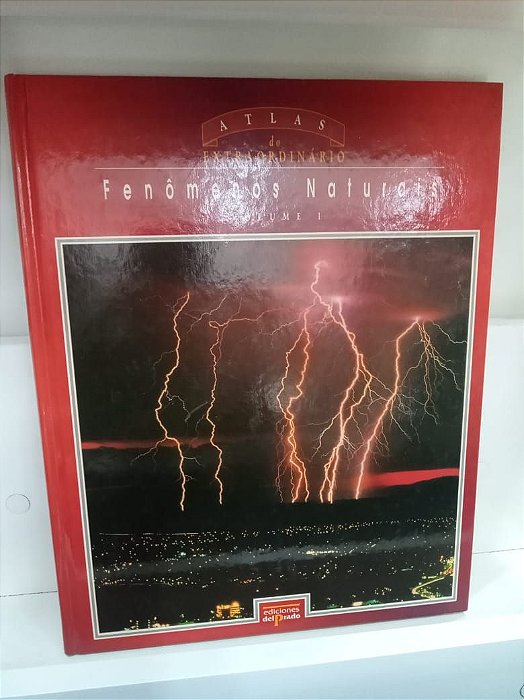 ATLAS
do
EXTRAORDINÁRIO
Fenômenos Naturais
VOLUME I
ediciones
del Prado